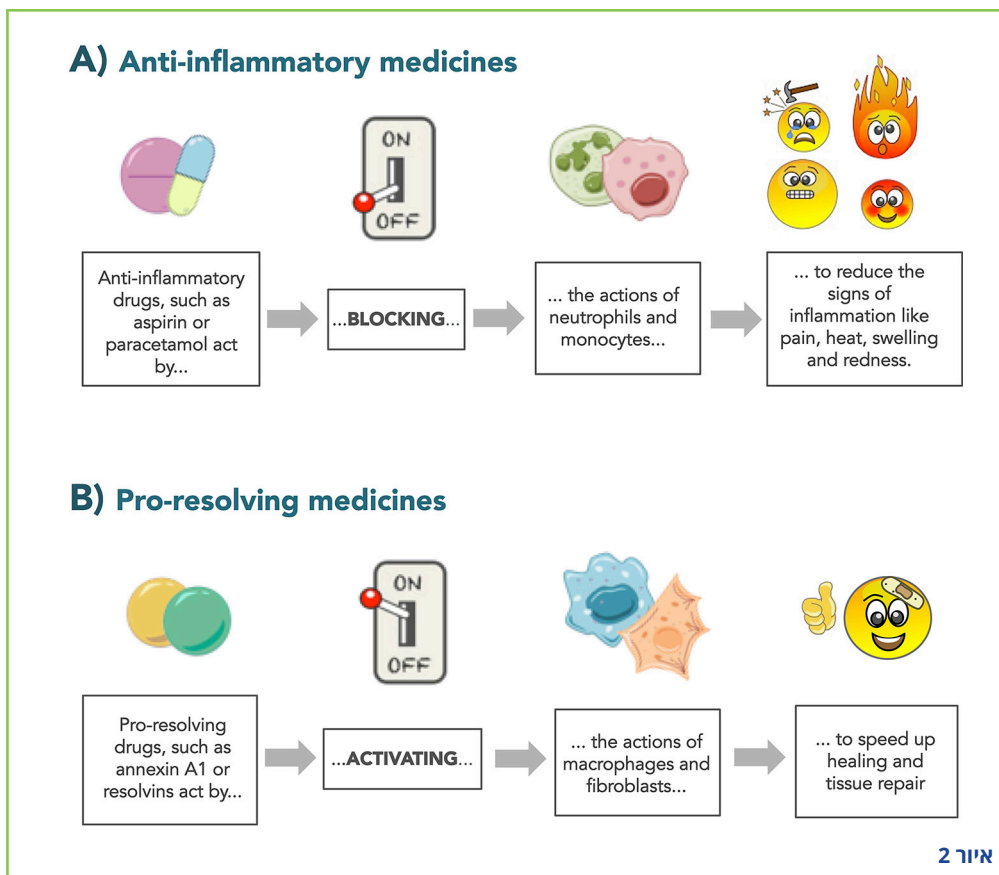 A) Anti-inflammatory medicines
ON
OFF
Anti-inflammatory
drugs, such as
aspirin or
paracetamol act
by...
...BLOCKING...
... the actions of
neutrophils and
monocytes...
... to reduce the
signs of
inflammation like
pain, heat, swelling
and redness.
B) Pro-resolving medicines
ON
OFF
Pro-resolving
drugs, such as
annexin A1 or
resolvins act by...
...ACTIVATING...
... the actions of
macrophages and
fibroblasts...
... to speed up
healing and
tissue repair
איור 2